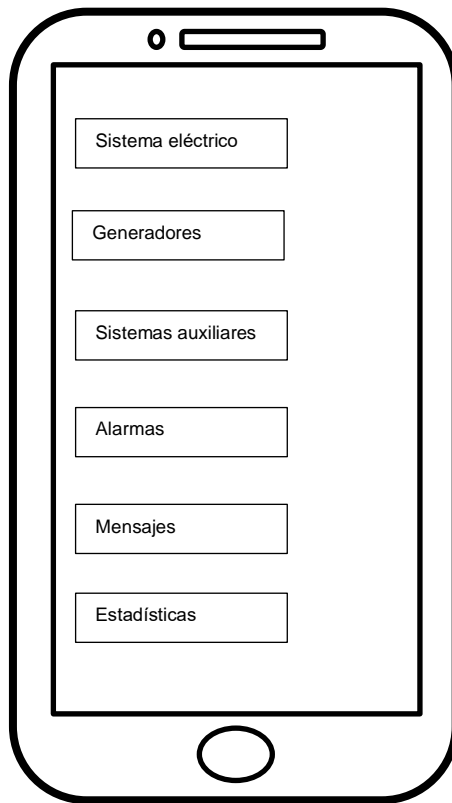 Sistema eléctrico
Generadores
Sistemas auxiliares
Alarmas
Mensajes
Estadísticas